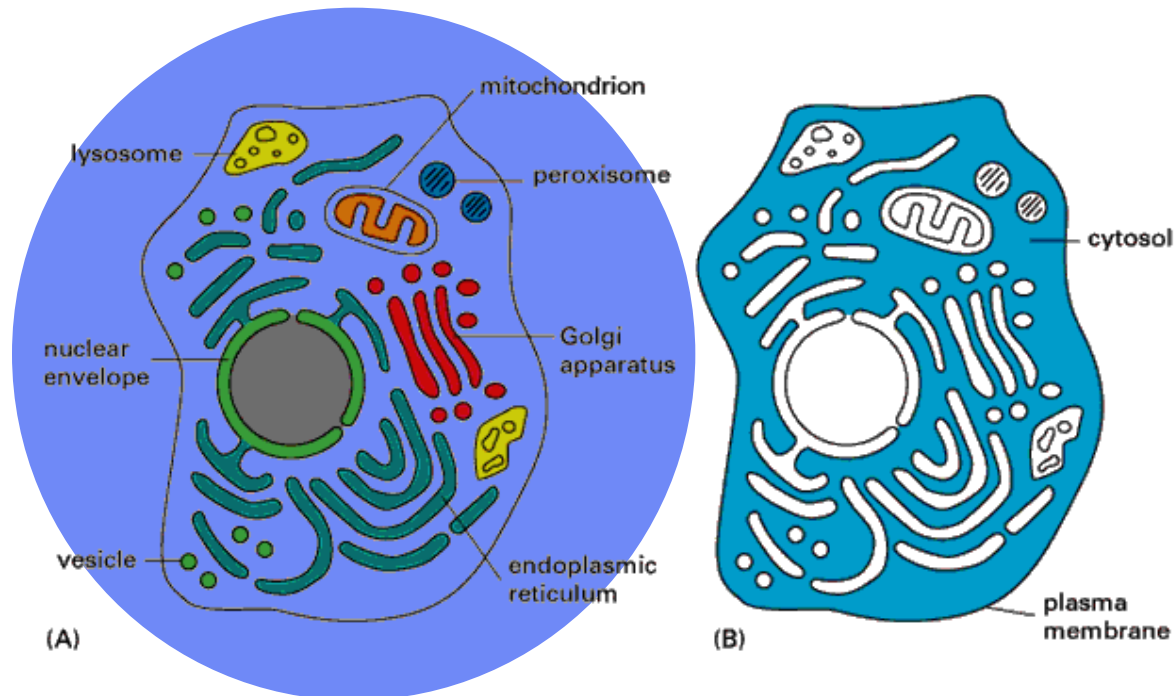 mitochondrion
lysosome
peroxisome
cytosol
nuclear
envelope
Golgi
apparatus
vesicle
endoplasmic
reticulum
plasma
membrane
(A)
(B)